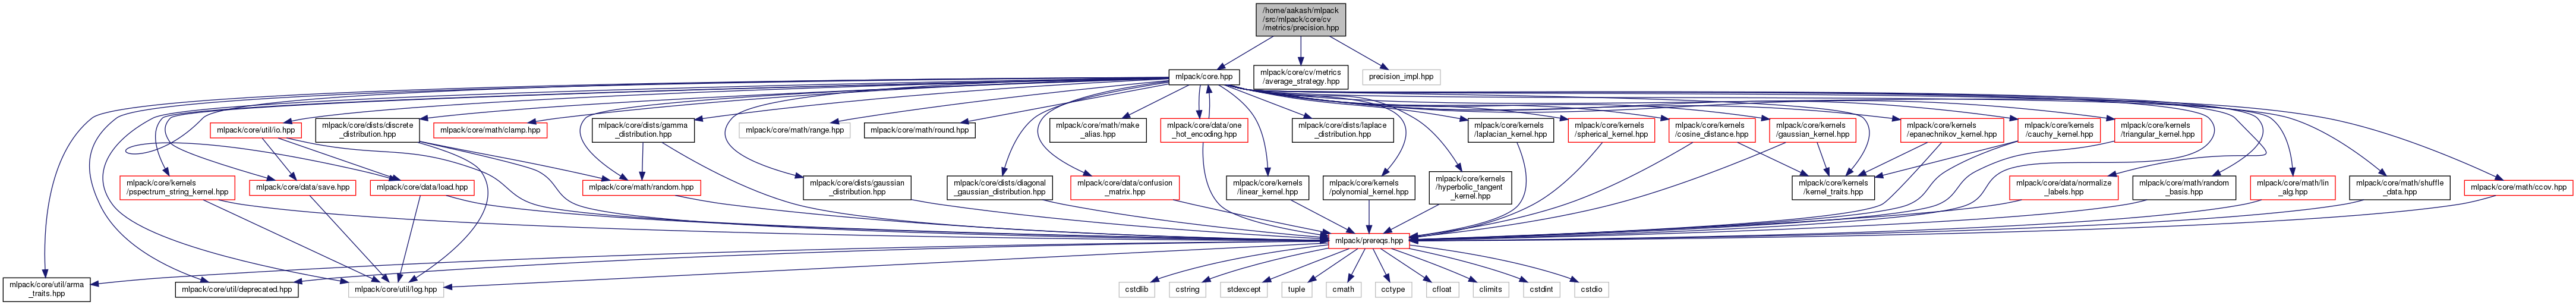 /home/aakash/mlpack
/src/mlpack/core/cv
/metrics/precision.hpp
mlpack/core.hpp
mlpack/core/cv/metrics
/average_strategy.hpp
precision_impl.hpp
mlpack/core/util/io.hpp
mlpack/core/dists/discrete
_distribution.hpp
mlpack/core/math/clamp.hpp
mlpack/core/dists/gamma
_distribution.hpp
mlpack/core/math/range.hpp
mlpack/core/math/round.hpp
mlpack/core/math/make
_alias.hpp
mlpack/core/data/one
_hot_encoding.hpp
mlpack/core/dists/laplace
_distribution.hpp
mlpack/core/kernels
/laplacian_kernel.hpp
mlpack/core/kernels
/spherical_kernel.hpp
mlpack/core/kernels
/cosine_distance.hpp
mlpack/core/kernels
/gaussian_kernel.hpp
mlpack/core/kernels
/epanechnikov_kernel.hpp
mlpack/core/kernels
/cauchy_kernel.hpp
mlpack/core/kernels
/triangular_kernel.hpp
mlpack/core/kernels
/pspectrum_string_kernel.hpp
mlpack/core/data/save.hpp
mlpack/core/data/load.hpp
mlpack/core/math/random.hpp
mlpack/core/dists/gaussian
_distribution.hpp
mlpack/core/dists/diagonal
_gaussian_distribution.hpp
mlpack/core/data/confusion
_matrix.hpp
mlpack/core/kernels
/linear_kernel.hpp
mlpack/core/kernels
/polynomial_kernel.hpp
mlpack/core/kernels
/hyperbolic_tangent
_kernel.hpp
mlpack/core/kernels
/kernel_traits.hpp
mlpack/core/data/normalize
_labels.hpp
mlpack/core/math/random
_basis.hpp
mlpack/core/math/lin
_alg.hpp
mlpack/core/math/shuffle
_data.hpp
mlpack/core/math/ccov.hpp
mlpack/prereqs.hpp
mlpack/core/util/arma
_traits.hpp
mlpack/core/util/deprecated.hpp
mlpack/core/util/log.hpp
cstdlib
cstring
stdexcept
tuple
cmath
cctype
cfloat
climits
cstdint
cstdio